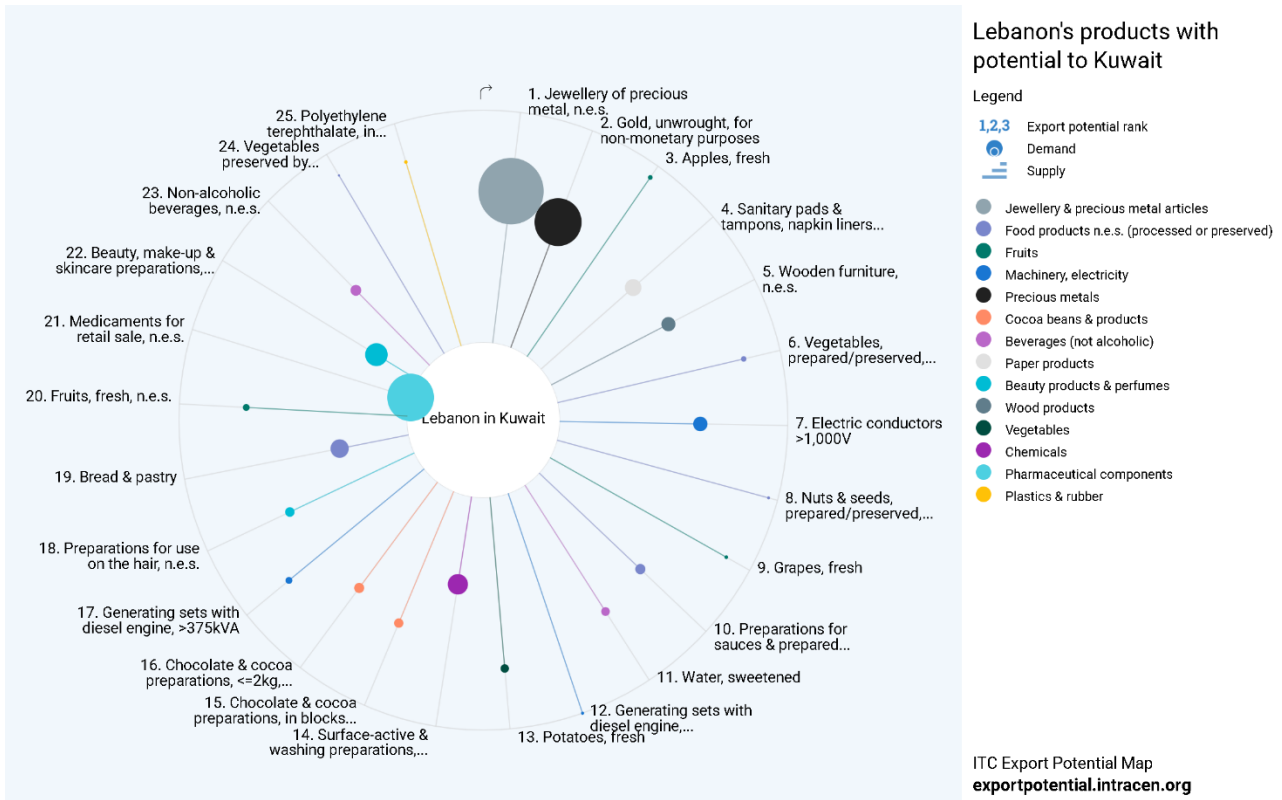 Lebanon's products with
potential to Kuwait
Legend
1,2,3 Export potential rank
Demand
Supply
Jewellery & precious metal articles
Food products n.e.s. (processed or preserved)
Fruits
Machinery, electricity
Precious metals
Cocoa beans & products
Beverages (not alcoholic)
Paper products
Beauty products & perfumes
Wood products
Vegetables
Chemicals
Pharmaceutical components
Plastics & rubber
1. Jewellery of precious
metal, n.e.s.
2. Gold, unwrought, for
non-monetary purposes
3. Apples, fresh
4. Sanitary pads &
tampons, napkin liners...
5. Wooden furniture,
n.e.s.
6. Vegetables,
prepared/preserved,...
7. Electric conductors
>1,000V
8. Nuts & seeds,
prepared/preserved,...
9. Grapes, fresh
10. Preparations for
sauces & prepared...
11. Water, sweetened
12. Generating sets with
diesel engine,...
13. Potatoes, fresh
14. Surface-active &
washing preparations,...
15. Chocolate & cocoa
preparations, in blocks...
16. Chocolate & cocoa
preparations, <=2kg,...
17. Generating sets with
diesel engine, >375kVA
18. Preparations for use
on the hair, n.e.s.
19. Bread & pastry
20. Fruits, fresh, n.e.s.
21. Medicaments for
retail sale, n.e.s.
22. Beauty, make-up &
skincare preparations,...
23. Non-alcoholic
beverages, n.e.s.
24. Vegetables
preserved by...
25. Polyethylene
terephthalate, in...
Lebanon in Kuwait
ITC Export Potential Map
exportpotential.intracen.org